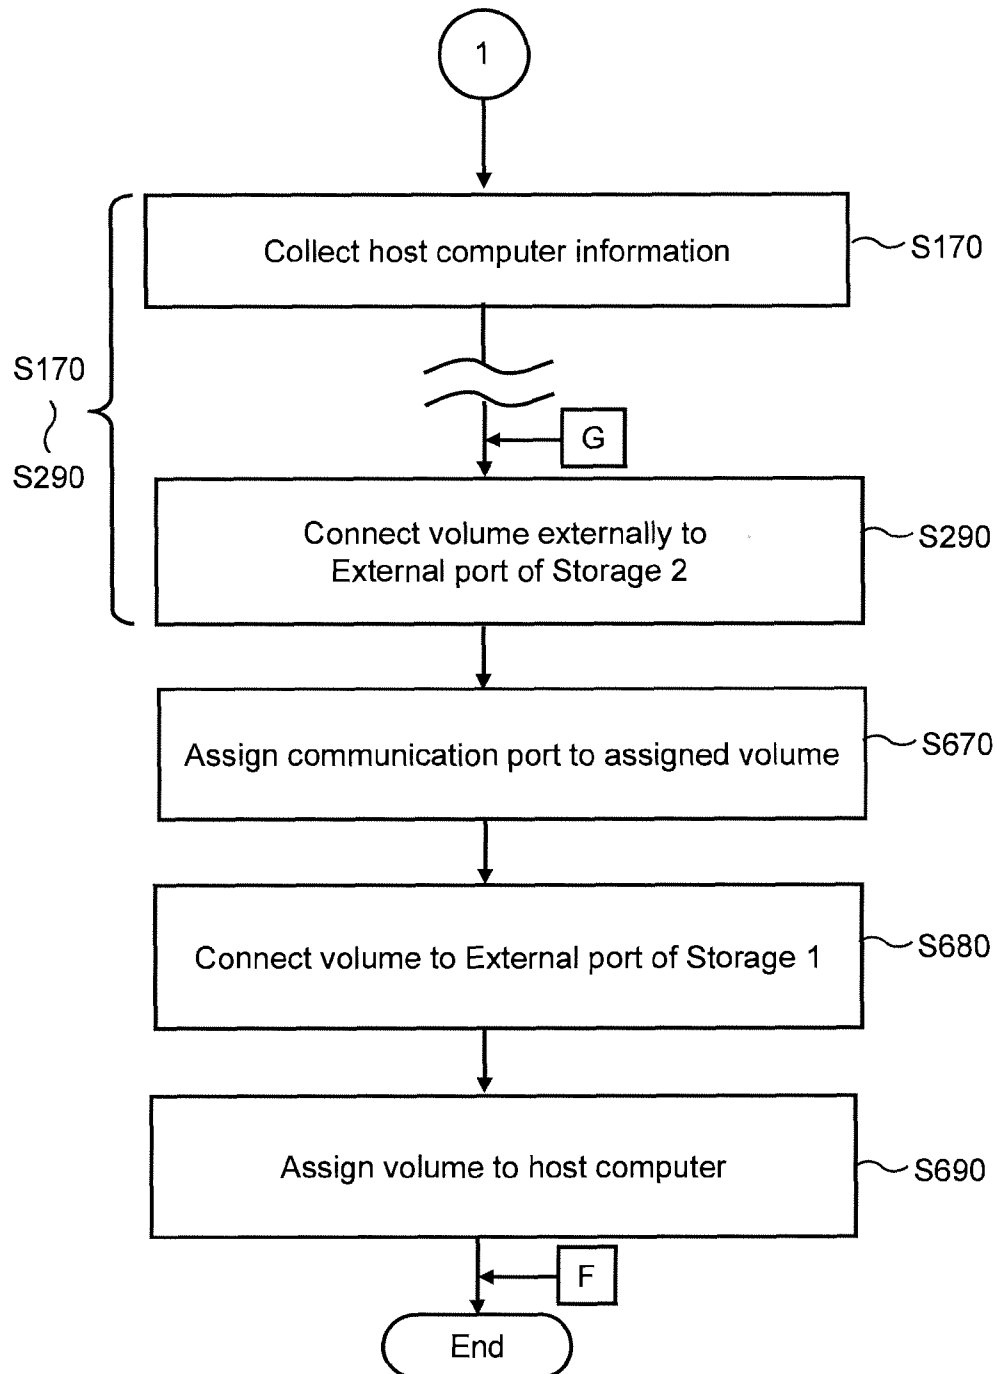 1
Collect host computer information
S170
S170
S290
G
Connect volume externally to
External port of Storage 2
S290
Assign communication port to assigned volume
S670
Connect volume to External port of Storage 1
S680
Assign volume to host computer
S690
F
End